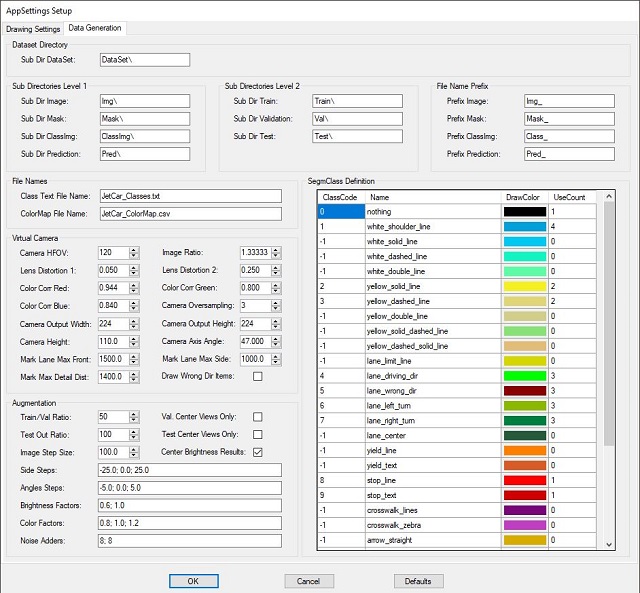 AppSettings Setup
Drawing Settings Data Generation
Dataset Directory
Sub Dir DataSet: DataSet\
Sub Directories Level 1
Sub Dir Image: Img\
Sub Dir Mask: Mask\
Sub Dir ClassImg: ClassImg\
Sub Dir Prediction: Pred\
Sub Directories Level 2
Sub Dir Train: Train\
Sub Dir Validation: Val\
Sub Dir Test: Test\
File Name Prefix
Prefix Image: Img_
Prefix Mask: Mask_
Prefix ClassImg: Class_
Prefix Prediction: Pred_
File Names
Class Text File Name: JetCar_Classes.txt
ColorMap File Name: JetCar_ColorMap.csv
Virtual Camera
Camera HFOV: 120 Image Ratio: 1.33333
Lens Distortion 1: 0.050 Lens Distortion 2: 0.250
Color Corr Red: 0.944 Color Corr Green: 0.800
Color Corr Blue: 0.840 Camera Oversampling: 3
Camera Output Width: 224 Camera Output Height: 224
Camera Height: 110.0 Camera Axis Angle: 47.000
Mark Lane Max Front: 1500.0 Mark Lane Max Side: 1000.0
Mark Max Detail Dist: 1400.0 Draw Wrong Dir Items:
Augmentation
Train/Val Ratio: 50 Val. Center Views Only:
Test Out Ratio: 100 Test Center Views Only:
Image Step Size: 100.0 Center Brightness Results:
Side Steps: -25.0; 0.0; 25.0
Angles Steps: -5.0; 0.0; 5.0
Brightness Factors: 0.6; 1.0
Color Factors: 0.8; 1.0; 1.2
Noise Adders: 8; 8
SegmClass Definition
ClassCode Name DrawColor UseCount
0 nothing 1
1 white_shoulder_line 4
-1 white_solid_line 0
-1 white_dashed_line 0
-1 white_double_line 0
2 yellow_solid_line 2
3 yellow_dashed_line 2
-1 yellow_double_line 0
-1 yellow_solid_dashed_line 0
-1 yellow_dashed_solid_line 0
-1 lane_limit_line 0
4 lane_driving_dir 3
5 lane_wrong_dir 3
6 lane_left_turn 3
7 lane_right_turn 3
-1 lane_center 0
-1 yield_line 0
-1 yield_text 0
8 stop_line 1
9 stop_text 1
-1 crosswalk_lines 0
-1 crosswalk_zebra 0
-1 arrow_straight 0
OK Cancel Defaults